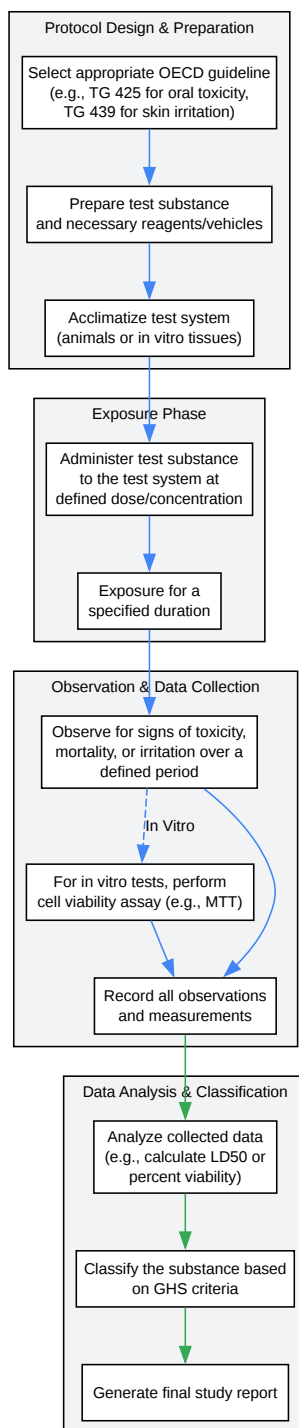 Protocol Design & Preparation
Select appropriate OECD guideline
(e.g., TG 425 for oral toxicity,
TG 439 for skin irritation)
Prepare test substance
and necessary reagents/vehicles
Acclimatize test system
(animals or in vitro tissues)
Exposure Phase
Administer test substance
to the test system at
defined dose/concentration
Exposure for a
specified duration
Observation & Data Collection
Observe for signs of toxicity,
mortality, or irritation over a
defined period
In Vitro
For in vitro tests, perform
cell viability assay (e.g., MTT)
Record all observations
and measurements
Data Analysis & Classification
Analyze collected data
(e.g., calculate LD50 or
percent viability)
Classify the substance based
on GHS criteria
Generate final study report